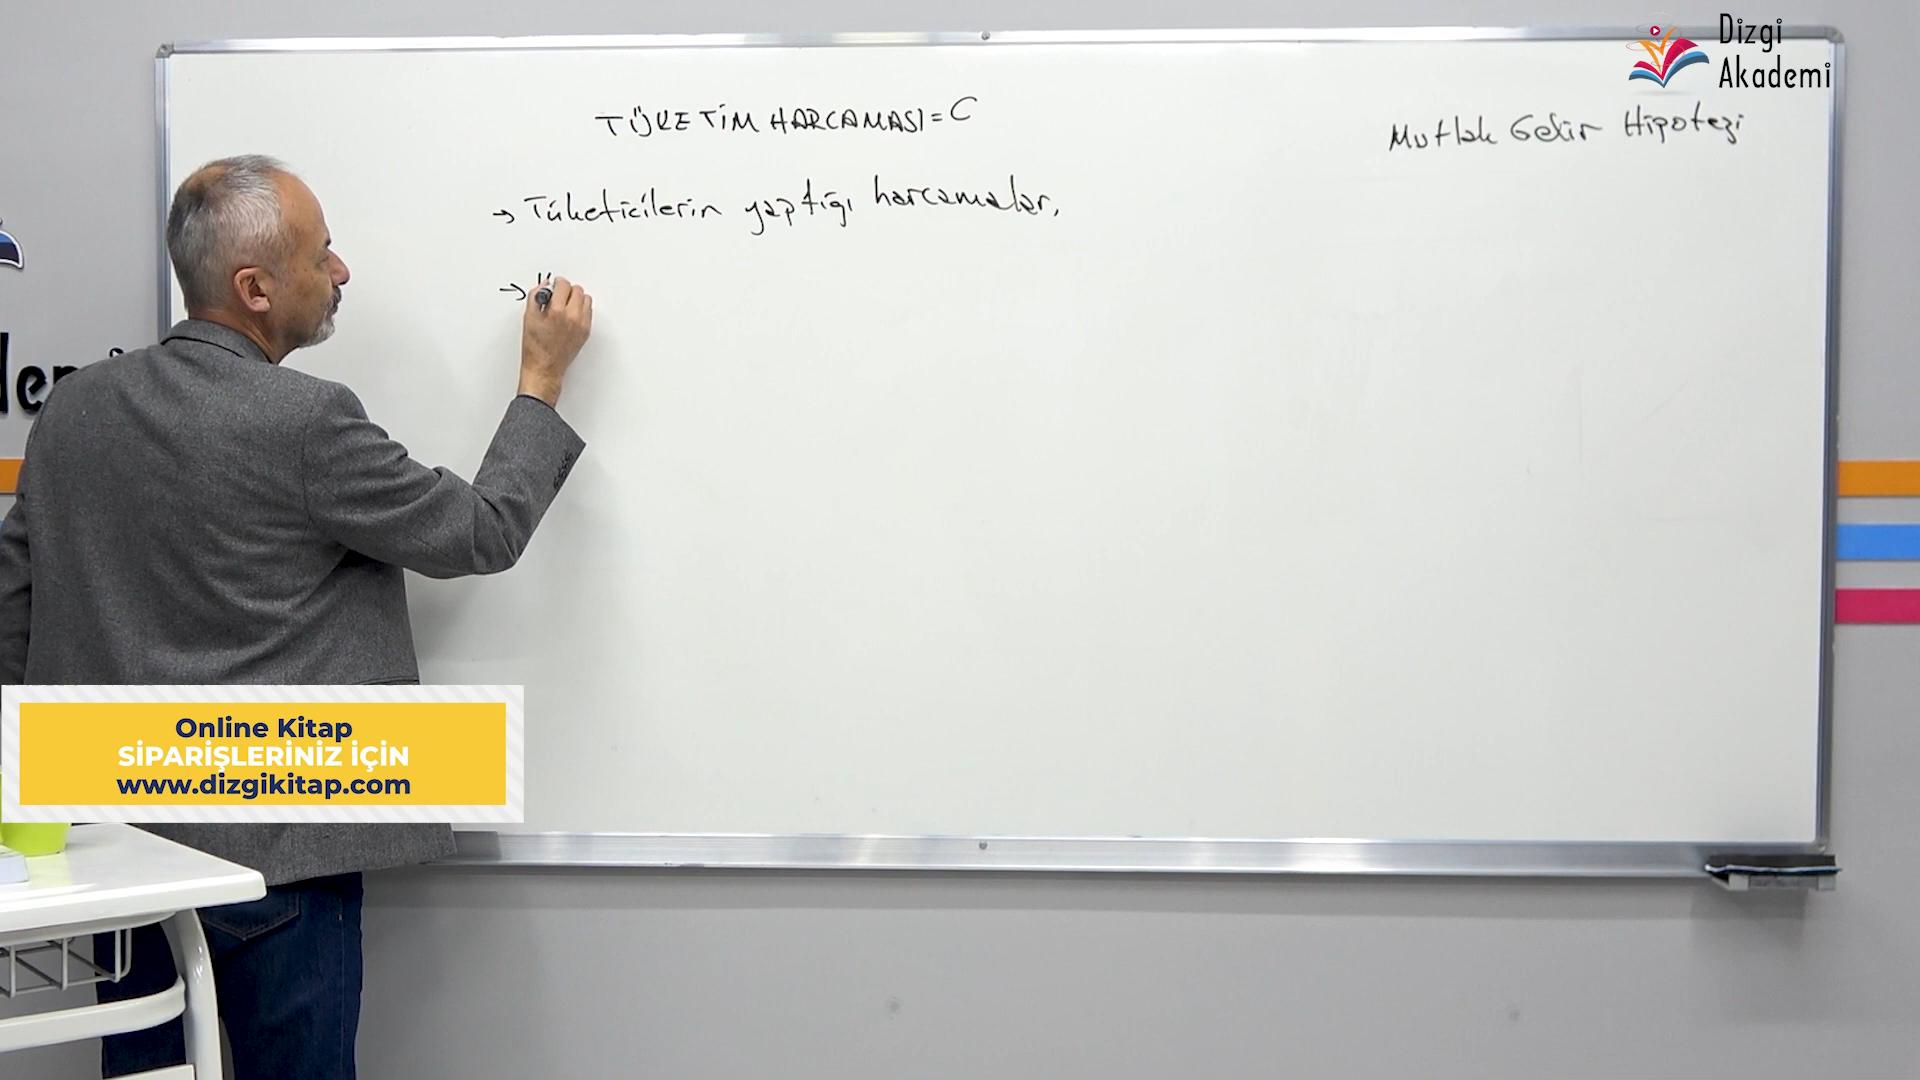 Dizgi
Akademi
TÜKETİM HARCAMASI = C
Mutlak Gelir Hipotezi
→ Tüketicilerin yaptığı harcamalar,
→
Online Kitap
SİPARİŞLERİNİZ İÇİN
www.dizgikitap.com